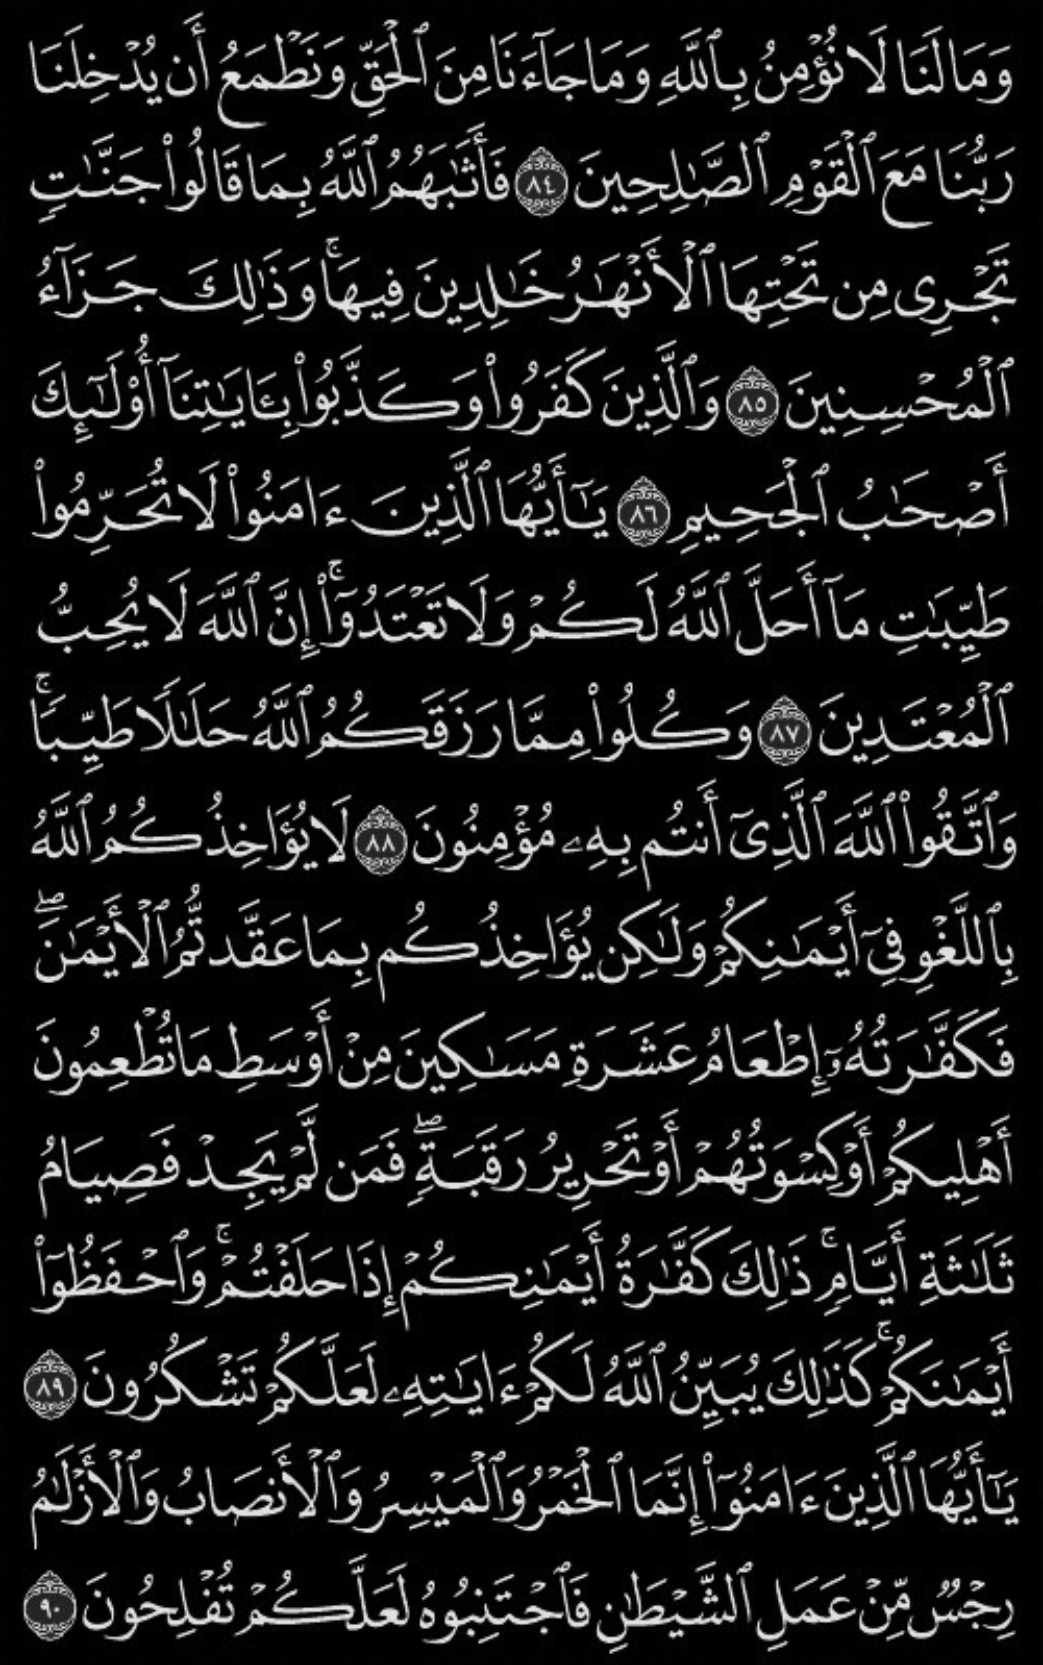 وَمَا لَنَا لَا نُؤْمِنُ بِٱللَّهِ وَمَا جَآءَنَا مِنَ ٱلْحَقِّ وَنَطْمَعُ أَن يُدْخِلَنَا
رَبُّنَا مَعَ ٱلْقَوْمِ ٱلصَّٰلِحِينَ ٨٤ فَأَثَٰبَهُمُ ٱللَّهُ بِمَا قَالُوا۟ جَنَّٰتٍ
تَجْرِى مِن تَحْتِهَا ٱلْأَنْهَٰرُ خَٰلِدِينَ فِيهَا ۚ وَذَٰلِكَ جَزَآءُ
ٱلْمُحْسِنِينَ ٨٥ وَٱلَّذِينَ كَفَرُوا۟ وَكَذَّبُوا۟ بِـَٔايَٰتِنَآ أُو۟لَٰٓئِكَ
أَصْحَٰبُ ٱلْجَحِيمِ ٨٦ يَٰٓأَيُّهَا ٱلَّذِينَ ءَامَنُوا۟ لَا تُحَرِّمُوا۟
طَيِّبَٰتِ مَآ أَحَلَّ ٱللَّهُ لَكُمْ وَلَا تَعْتَدُوٓا۟ ۚ إِنَّ ٱللَّهَ لَا يُحِبُّ
ٱلْمُعْتَدِينَ ٨٧ وَكُلُوا۟ مِمَّا رَزَقَكُمُ ٱللَّهُ حَلَٰلًا طَيِّبًا ۚ
وَٱتَّقُوا۟ ٱللَّهَ ٱلَّذِىٓ أَنتُم بِهِۦ مُؤْمِنُونَ ٨٨ لَا يُؤَاخِذُكُمُ ٱللَّهُ
بِٱللَّغْوِ فِىٓ أَيْمَٰنِكُمْ وَلَٰكِن يُؤَاخِذُكُم بِمَا عَقَّدتُّمُ ٱلْأَيْمَٰنَ ۖ
فَكَفَّٰرَتُهُۥٓ إِطْعَامُ عَشَرَةِ مَسَٰكِينَ مِنْ أَوْسَطِ مَا تُطْعِمُونَ
أَهْلِيكُمْ أَوْ كِسْوَتُهُمْ أَوْ تَحْرِيرُ رَقَبَةٍ ۖ فَمَن لَّمْ يَجِدْ فَصِيَامُ
ثَلَٰثَةِ أَيَّامٍ ۚ ذَٰلِكَ كَفَّٰرَةُ أَيْمَٰنِكُمْ إِذَا حَلَفْتُمْ ۚ وَٱحْفَظُوٓا۟
أَيْمَٰنَكُمْ ۚ كَذَٰلِكَ يُبَيِّنُ ٱللَّهُ لَكُمْ ءَايَٰتِهِۦ لَعَلَّكُمْ تَشْكُرُونَ ٨٩
يَٰٓأَيُّهَا ٱلَّذِينَ ءَامَنُوٓا۟ إِنَّمَا ٱلْخَمْرُ وَٱلْمَيْسِرُ وَٱلْأَنصَابُ وَٱلْأَزْلَٰمُ
رِجْسٌ مِّنْ عَمَلِ ٱلشَّيْطَٰنِ فَٱجْتَنِبُوهُ لَعَلَّكُمْ تُفْلِحُونَ ٩٠